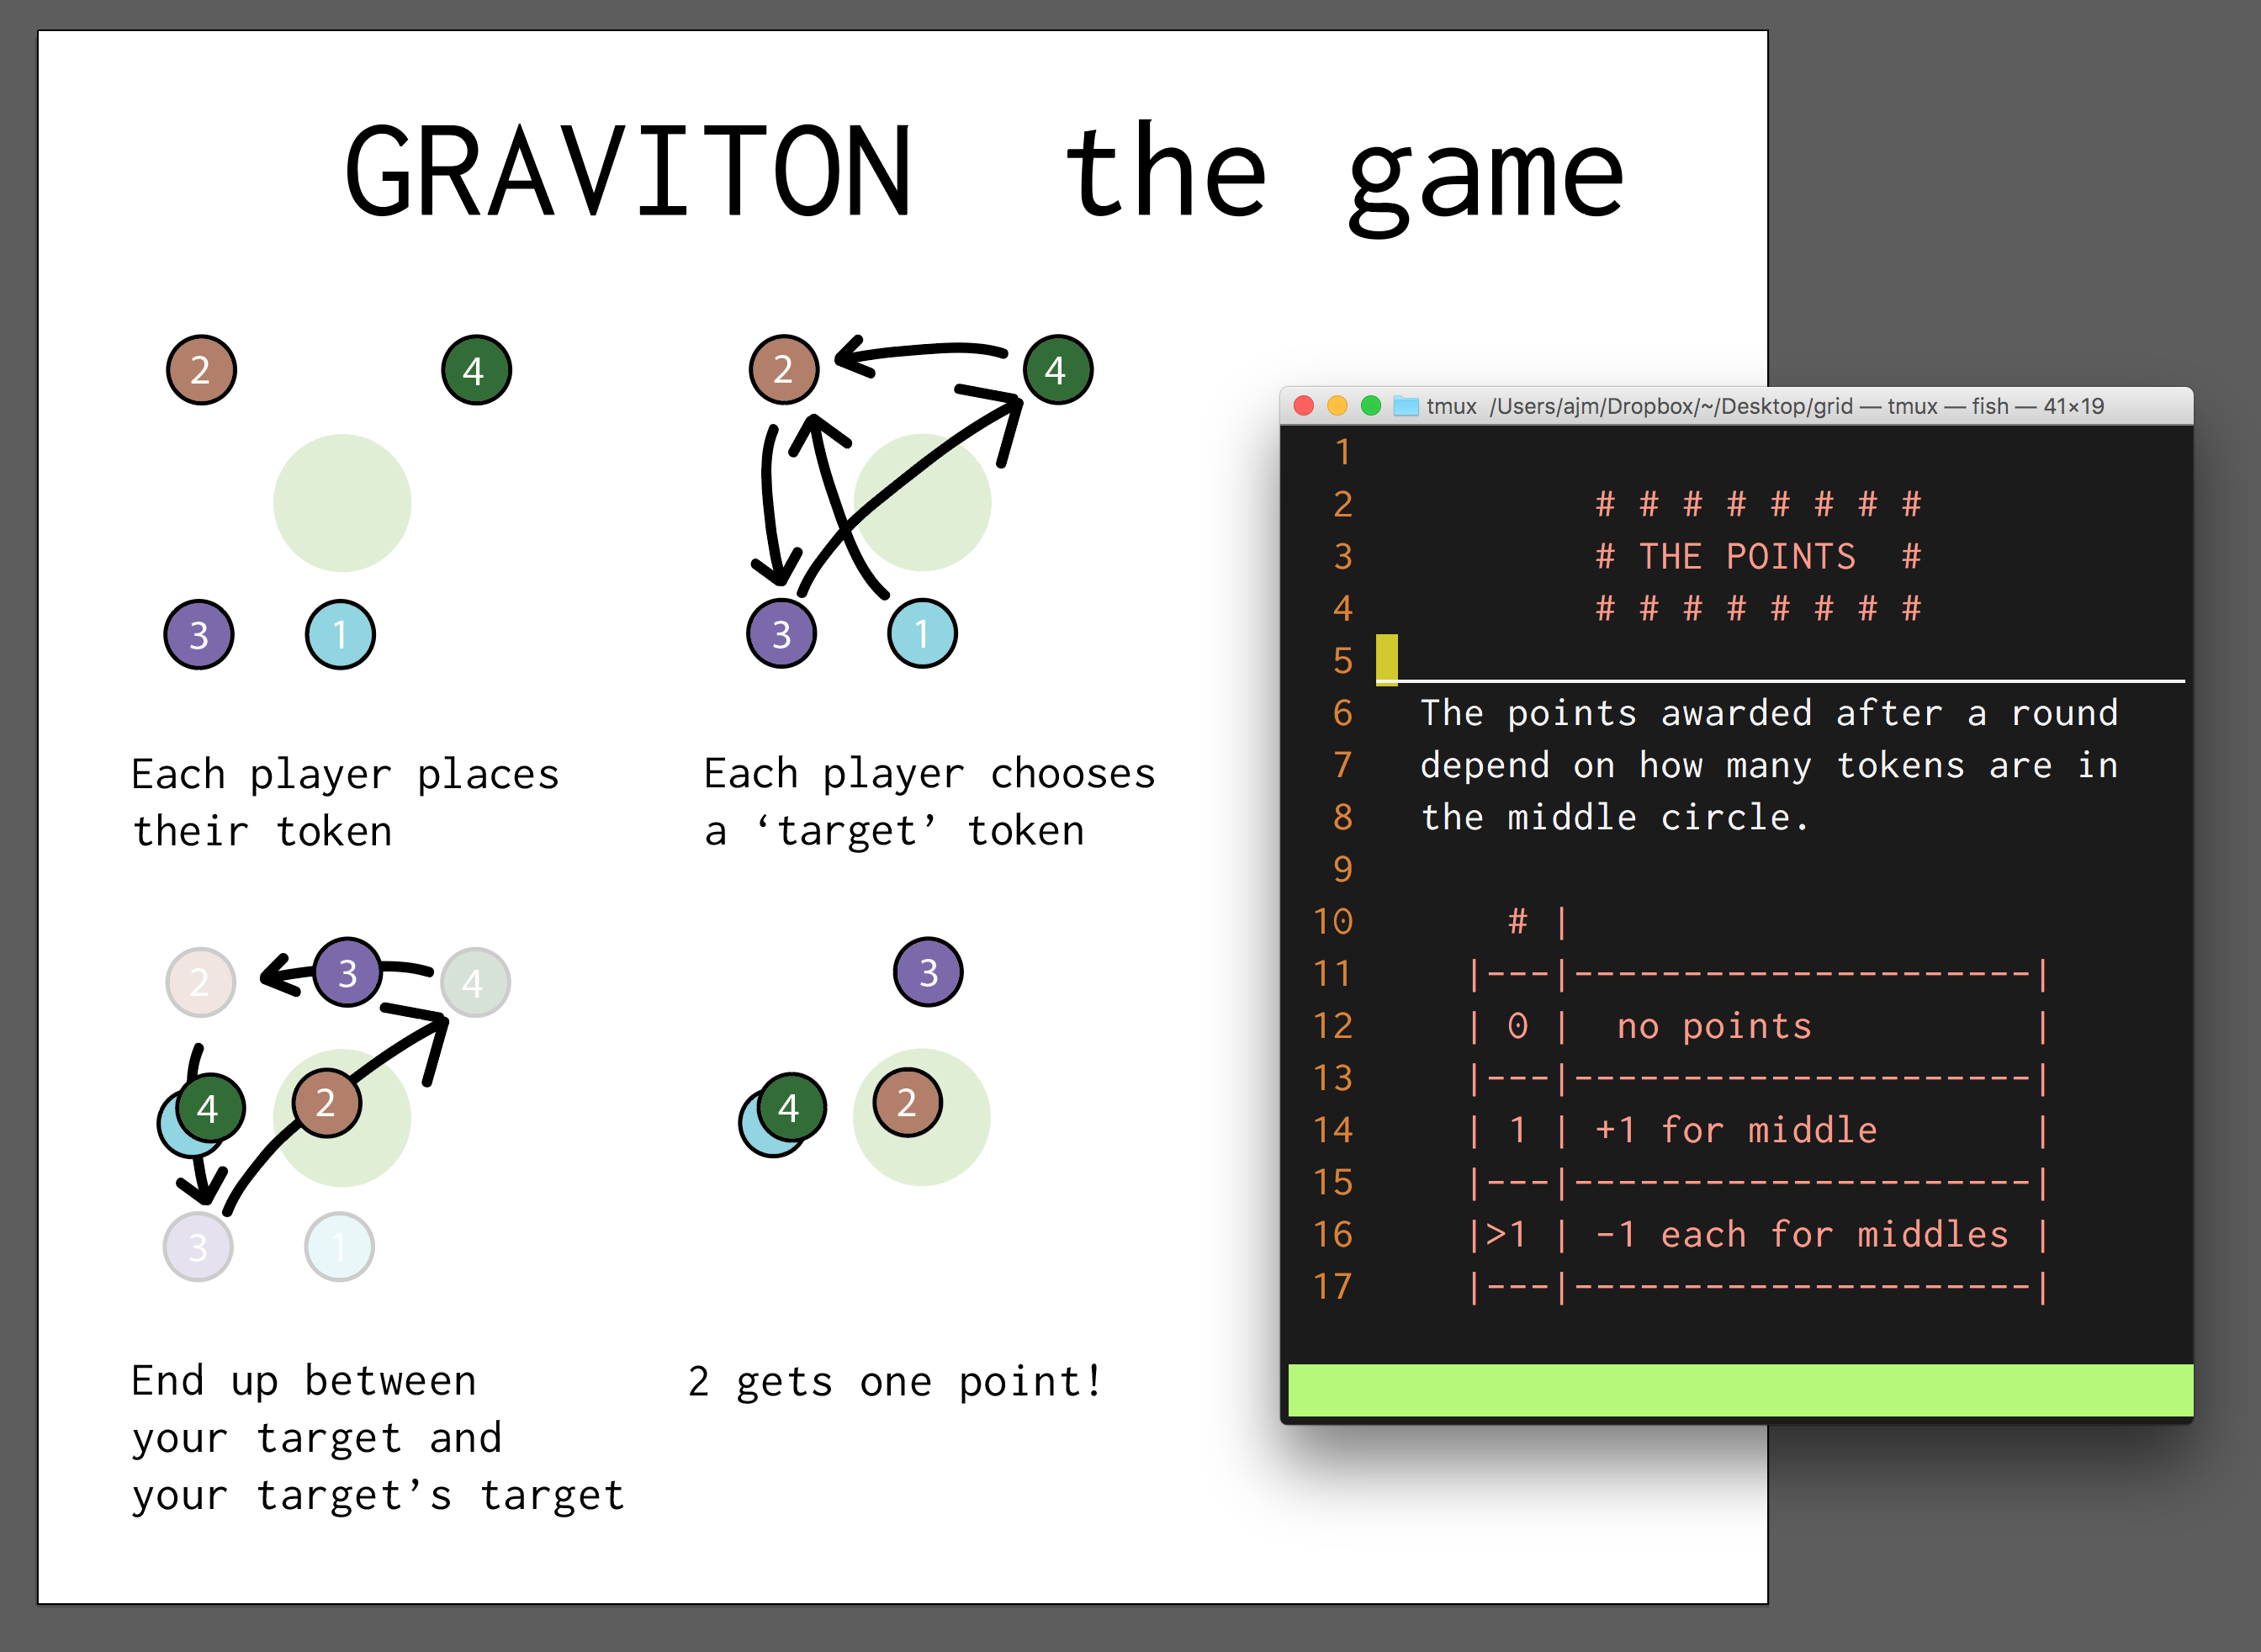 GRAVITON the game
2 4
3 1
Each player places
their token
2 4
3 1
Each player chooses
a ‘target’ token
2 3 4
4 2
3 1
End up between
your target and
your target’s target
3
4 2
2 gets one point!
tmux /Users/ajm/Dropbox/~/Desktop/grid — tmux — fish — 41×19
1
2 # # # # # # # #
3 # THE POINTS #
4 # # # # # # # #
5
6 The points awarded after a round
7 depend on how many tokens are in
8 the middle circle.
9
10 # |
11 |---|---------------------|
12 | 0 | no points |
13 |---|---------------------|
14 | 1 | +1 for middle |
15 |---|---------------------|
16 |>1 | -1 each for middles |
17 |---|---------------------|